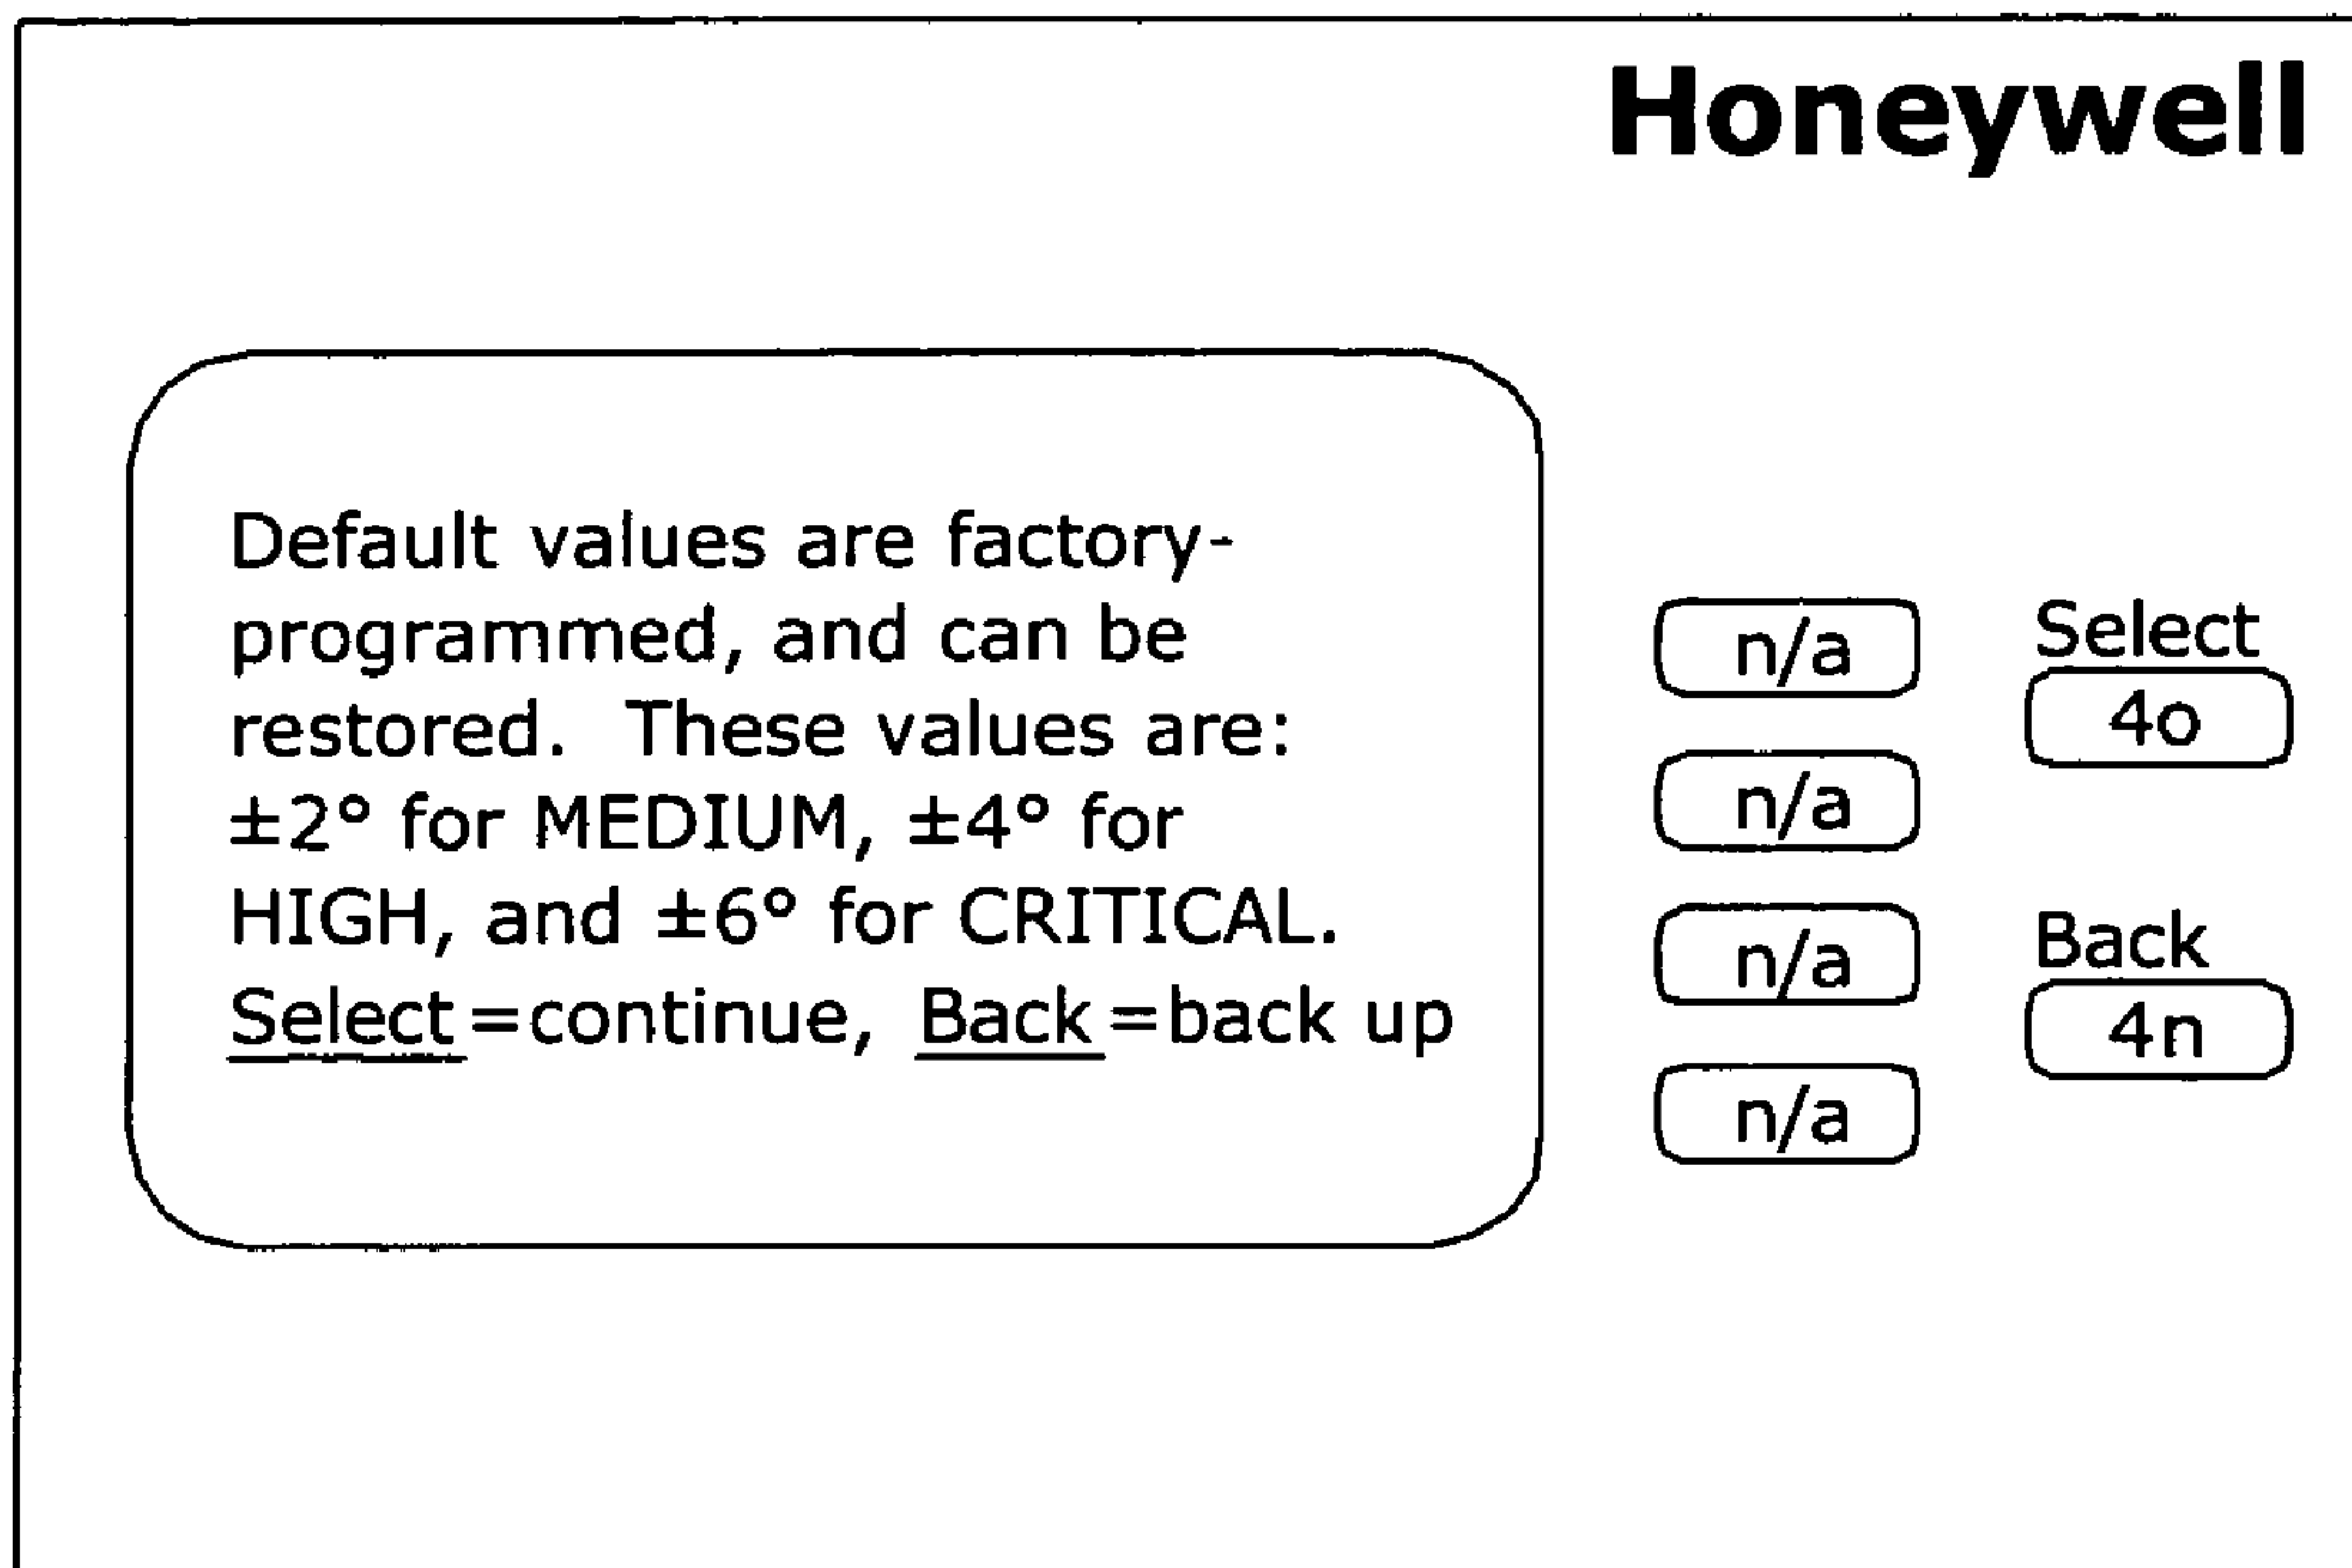 Honeywell
Default values are factory-
programmed, and can be
restored.  These values are:
±2° for MEDIUM, ±4° for
HIGH, and ±6° for CRITICAL.
Select=continue,  Back=back up
n/a
n/a
n/a
n/a
Select
4o
Back
4n